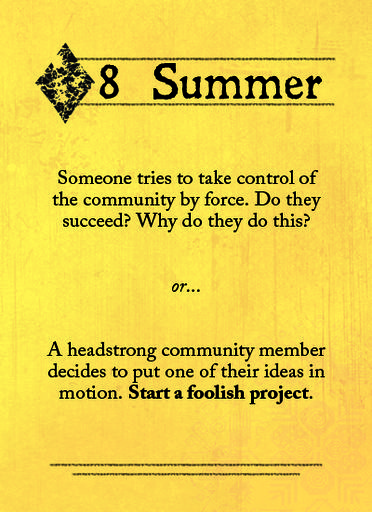 8 Summer
Someone tries to take control of
the community by force. Do they
succeed? Why do they do this?
or...
A headstrong community member
decides to put one of their ideas in
motion. Start a foolish project.